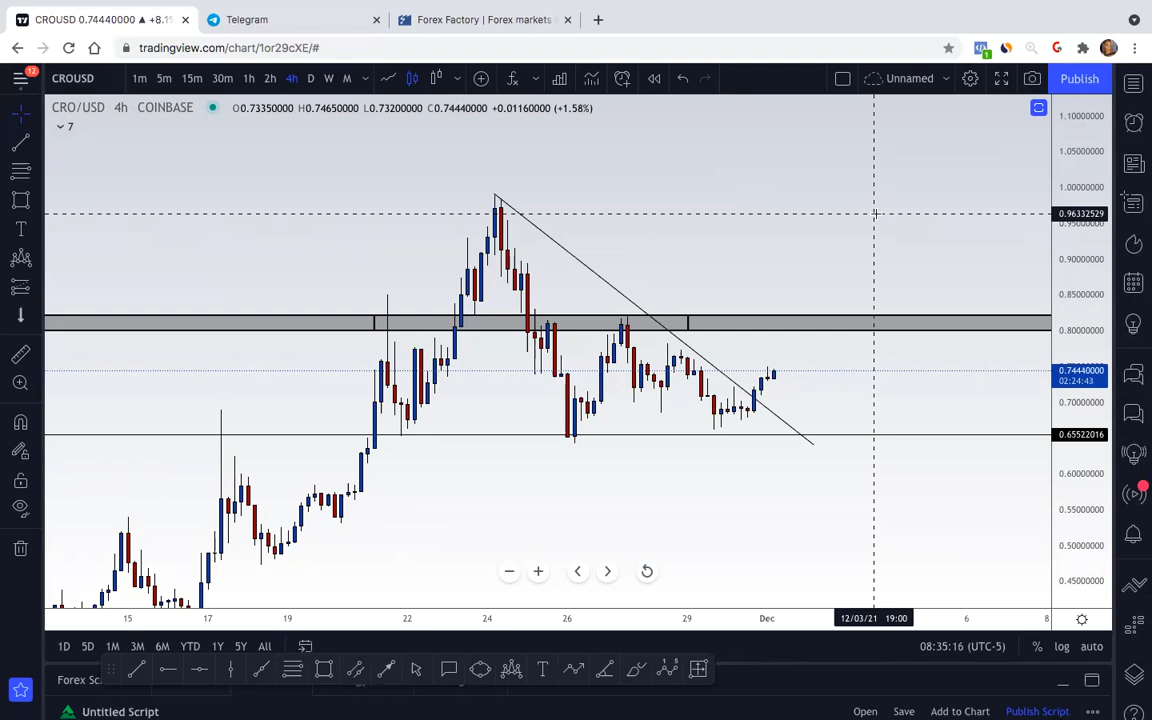 CROUSD 0.74440000 ▲ +8.1%
Telegram
Forex Factory | Forex markets
tradingview.com/chart/1or29cXE/#
1
G
12
CROUSD
1m 5m 15m 30m 1h 2h 4h D W M
Unnamed
Publish
CRO/USD 4h COINBASE
O0.73350000 H0.74650000 L0.73200000 C0.74440000 +0.01160000 (+1.58%)
7
1.10000000
1.05000000
1.00000000
0.96332529
0.95000000
0.90000000
0.85000000
0.80000000
0.74440000
02:24:43
0.70000000
0.65522016
0.60000000
0.55000000
0.50000000
0.45000000
15 17 19 22 24 26 29 Dec 12/03/21 19:00 6 8
1D 5D 1M 3M 6M YTD 1Y 5Y All
08:35:16 (UTC-5)
% log auto
Forex Sc
Untitled Script
Open Save Add to Chart Publish Script